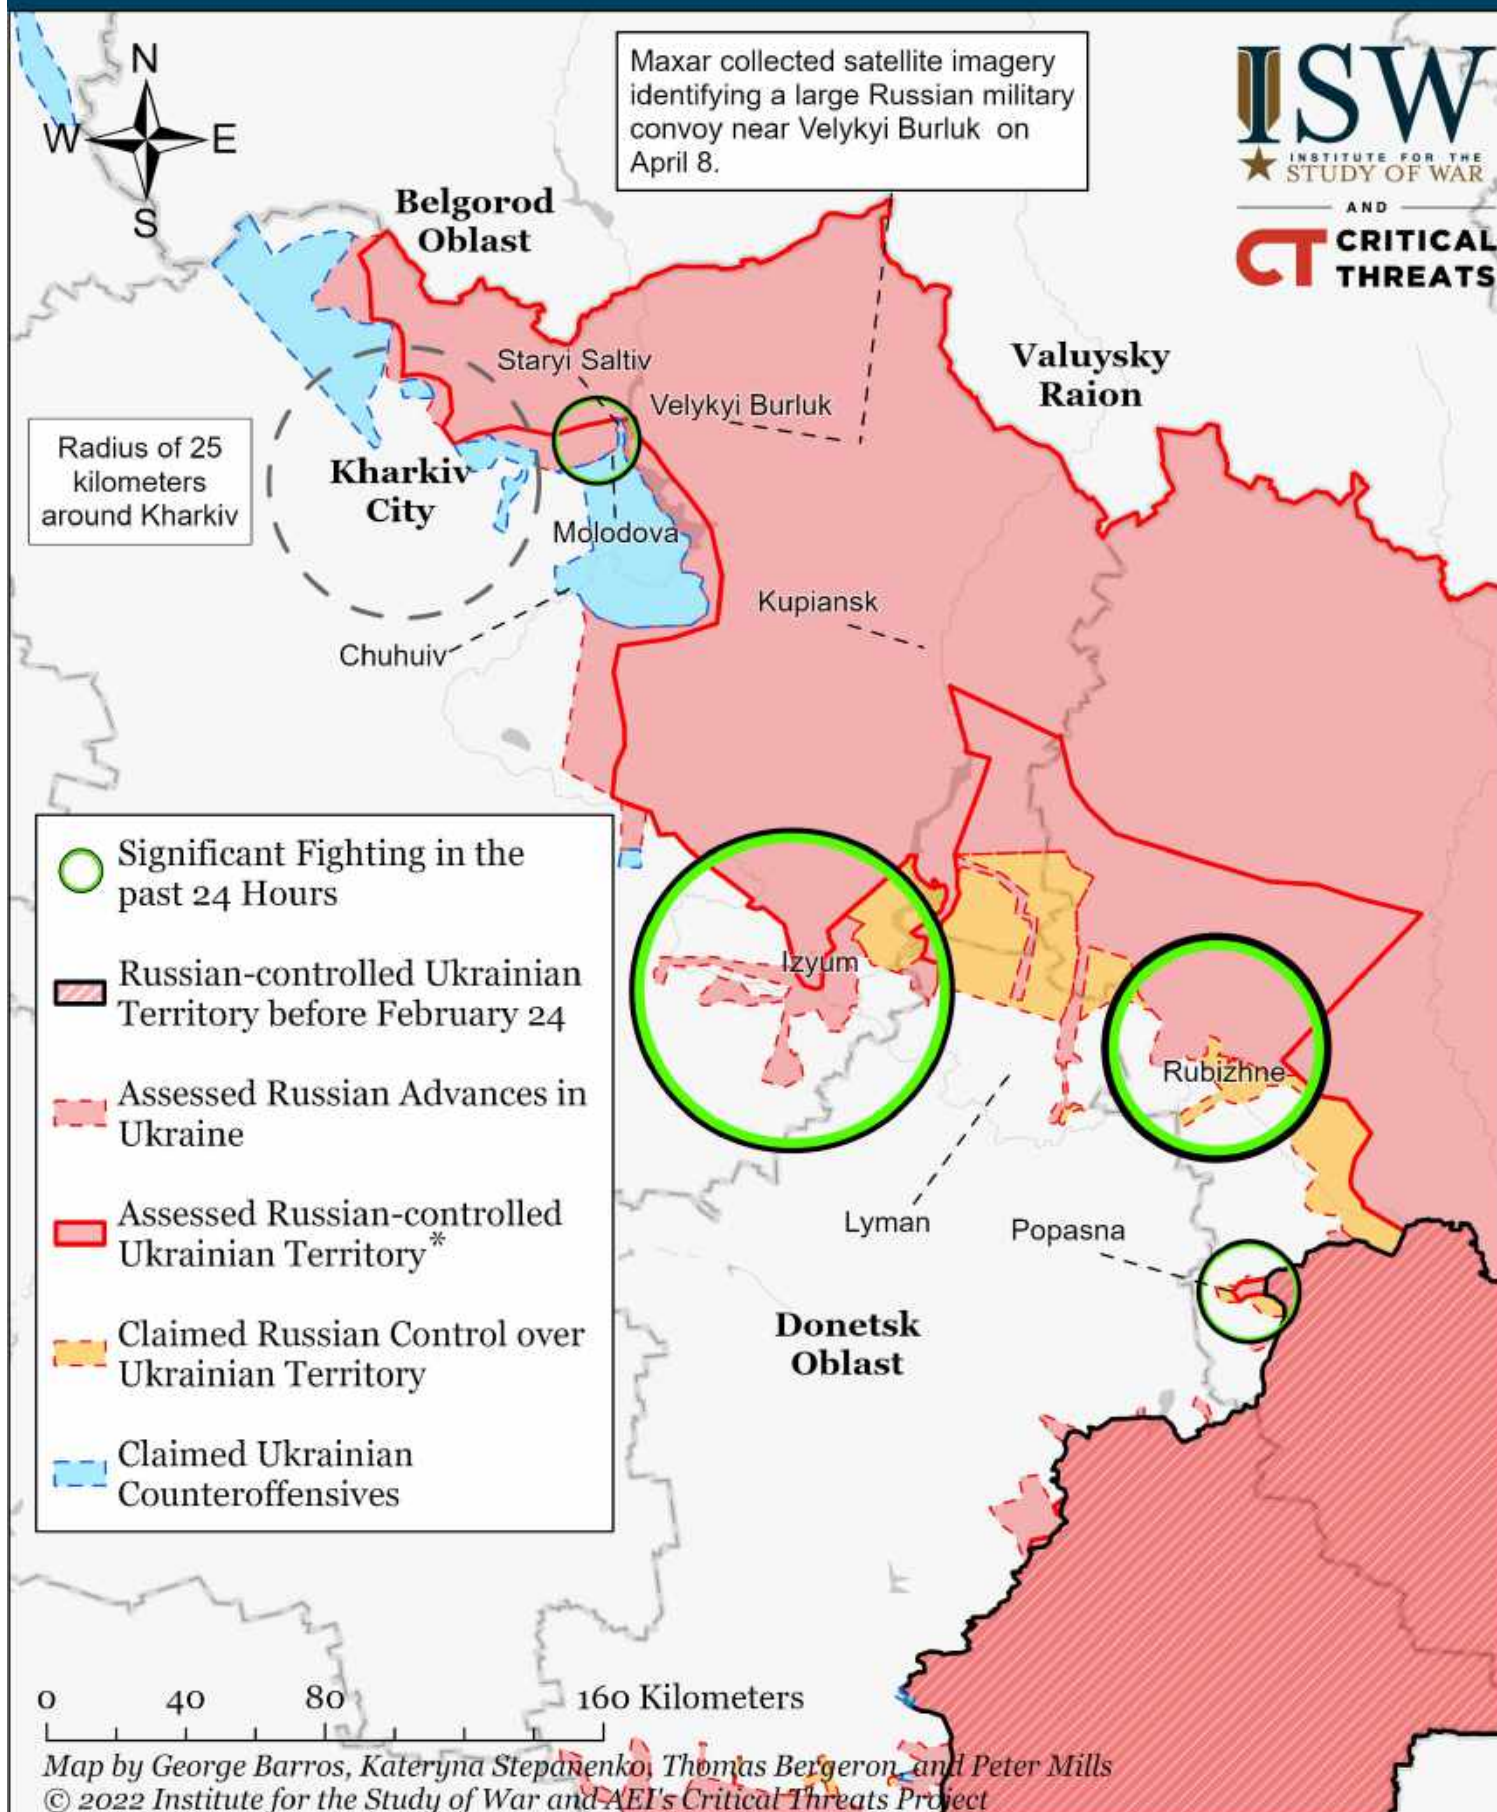 N
W E
S
Maxar collected satellite imagery
identifying a large Russian military
convoy near Velykyi Burluk on
April 8.
ISW
INSTITUTE FOR THE
STUDY OF WAR
AND
CT CRITICAL
THREATS
Belgorod
Oblast
Staryi Saltiv
Velykyi Burluk
Valuysky
Raion
Radius of 25
kilometers
around Kharkiv
Kharkiv
City
Molodova
Kupiansk
Chuhuiv
Significant Fighting in the
past 24 Hours
Russian-controlled Ukrainian
Territory before February 24
Assessed Russian Advances in
Ukraine
Assessed Russian-controlled
Ukrainian Territory*
Claimed Russian Control over
Ukrainian Territory
Claimed Ukrainian
Counteroffensives
Izyum
Rubizhne
Lyman
Popasna
Donetsk
Oblast
0 40 80 160 Kilometers
Map by George Barros, Kateryna Stepanenko, Thomas Bergeron, and Peter Mills
© 2022 Institute for the Study of War and AEI's Critical Threats Project